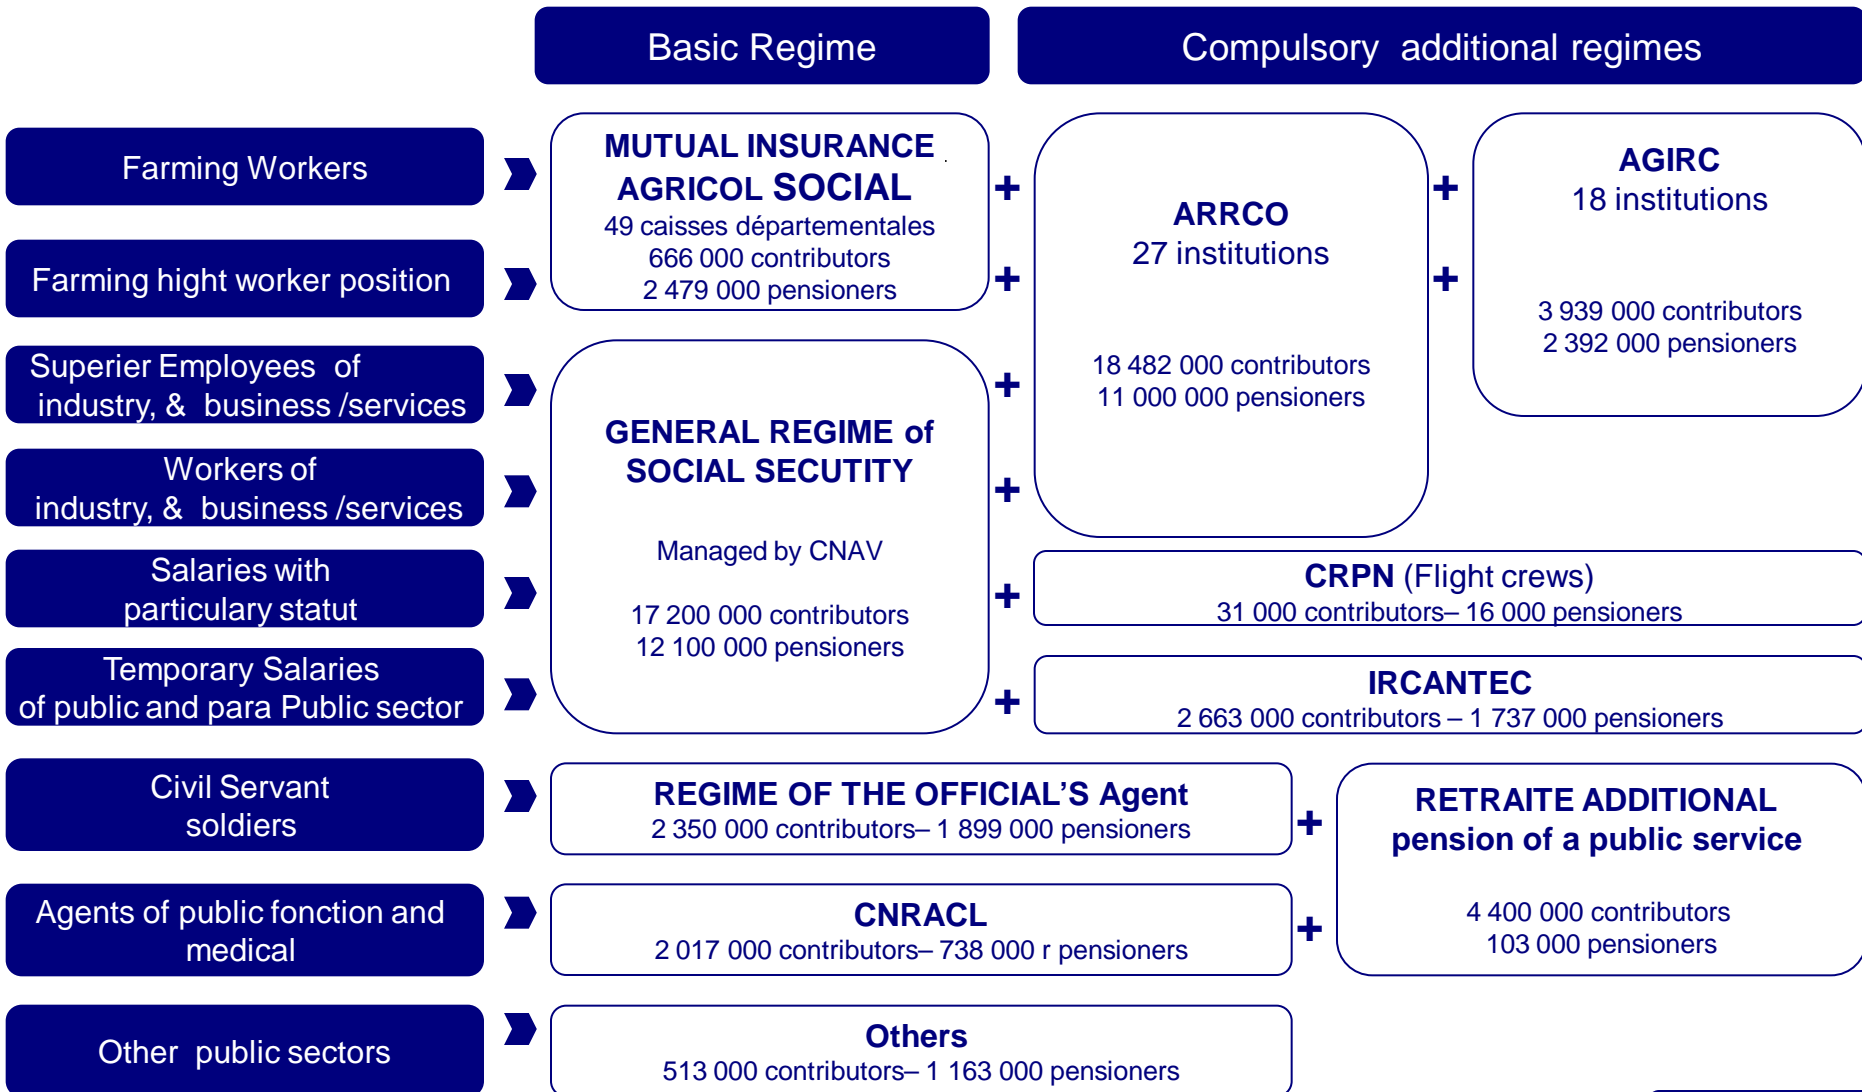 Basic Regime
Compulsory additional regimes
Farming Workers
MUTUAL INSURANCE
AGRICOL SOCIAL
49 caisses départementales
666 000 contributors
2 479 000 pensioners
+
+
ARRCO
27 institutions
18 482 000 contributors
11 000 000 pensioners
+
+
AGIRC
18 institutions
3 939 000 contributors
2 392 000 pensioners
Farming hight worker position
Superier Employees of
industry, & business /services
GENERAL REGIME of
SOCIAL SECUTITY
Managed by CNAV
17 200 000 contributors
12 100 000 pensioners
+
+
Workers of
industry, & business /services
Salaries with
particulary statut
+
CRPN (Flight crews)
31 000 contributors– 16 000 pensioners
Temporary Salaries
of public and para Public sector
+
IRCANTEC
2 663 000 contributors – 1 737 000 pensioners
Civil Servant
soldiers
REGIME OF THE OFFICIAL'S Agent
2 350 000 contributors– 1 899 000 pensioners
+
RETRAITE ADDITIONAL
pension of a public service
4 400 000 contributors
103 000 pensioners
Agents of public fonction and
medical
CNRACL
2 017 000 contributors– 738 000 r pensioners
+
Other public sectors
Others
513 000 contributors– 1 163 000 pensioners